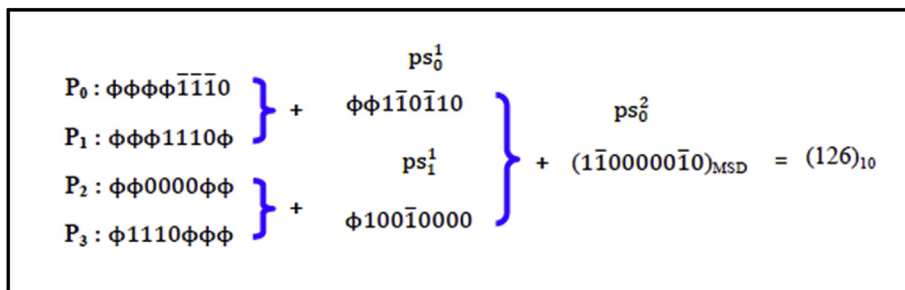 ps₀¹
P₀ : φφφφ1̅1̅1̅0
φφ11̅01̅10
P₁ : φφφ1110φ
+
ps₀²
ps₁¹
+ (11̅000001̅0)MSD = (126)₁₀
P₂ : φφ0000φφ
+
φ1001̅0000
P₃ : φ1110φφφ